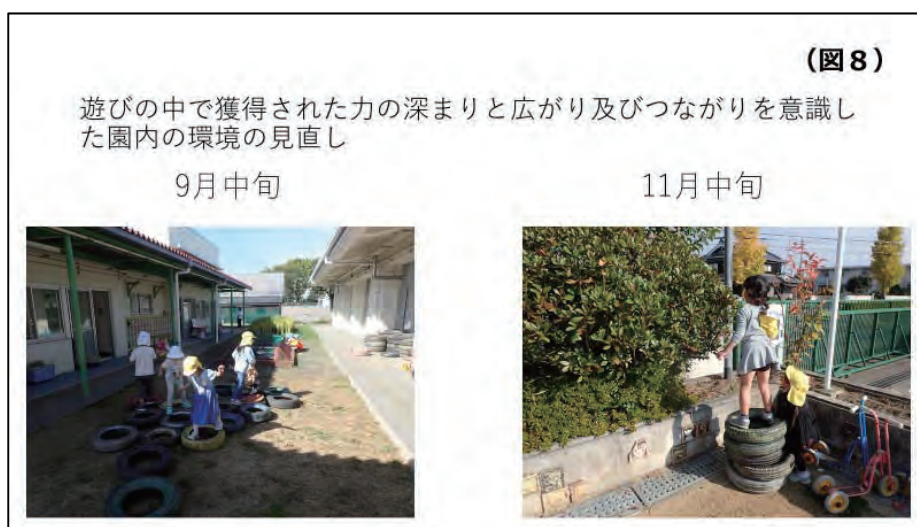 (図8)
遊びの中で獲得された力の深まりと広がり及びつながりを意識し
た園内の環境の見直し
9月中旬
11月中旬